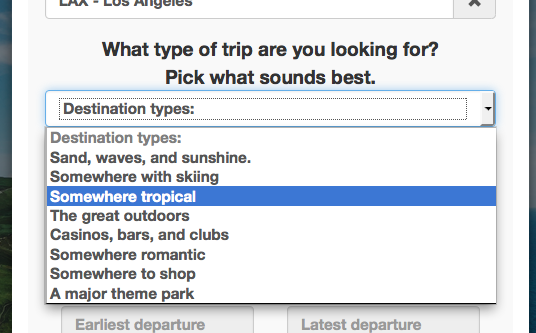 LAX - Los Angeles
What type of trip are you looking for?
Pick what sounds best.
Destination types:
Destination types:
Sand, waves, and sunshine.
Somewhere with skiing
Somewhere tropical
The great outdoors
Casinos, bars, and clubs
Somewhere romantic
Somewhere to shop
A major theme park
Earliest departure
Latest departure